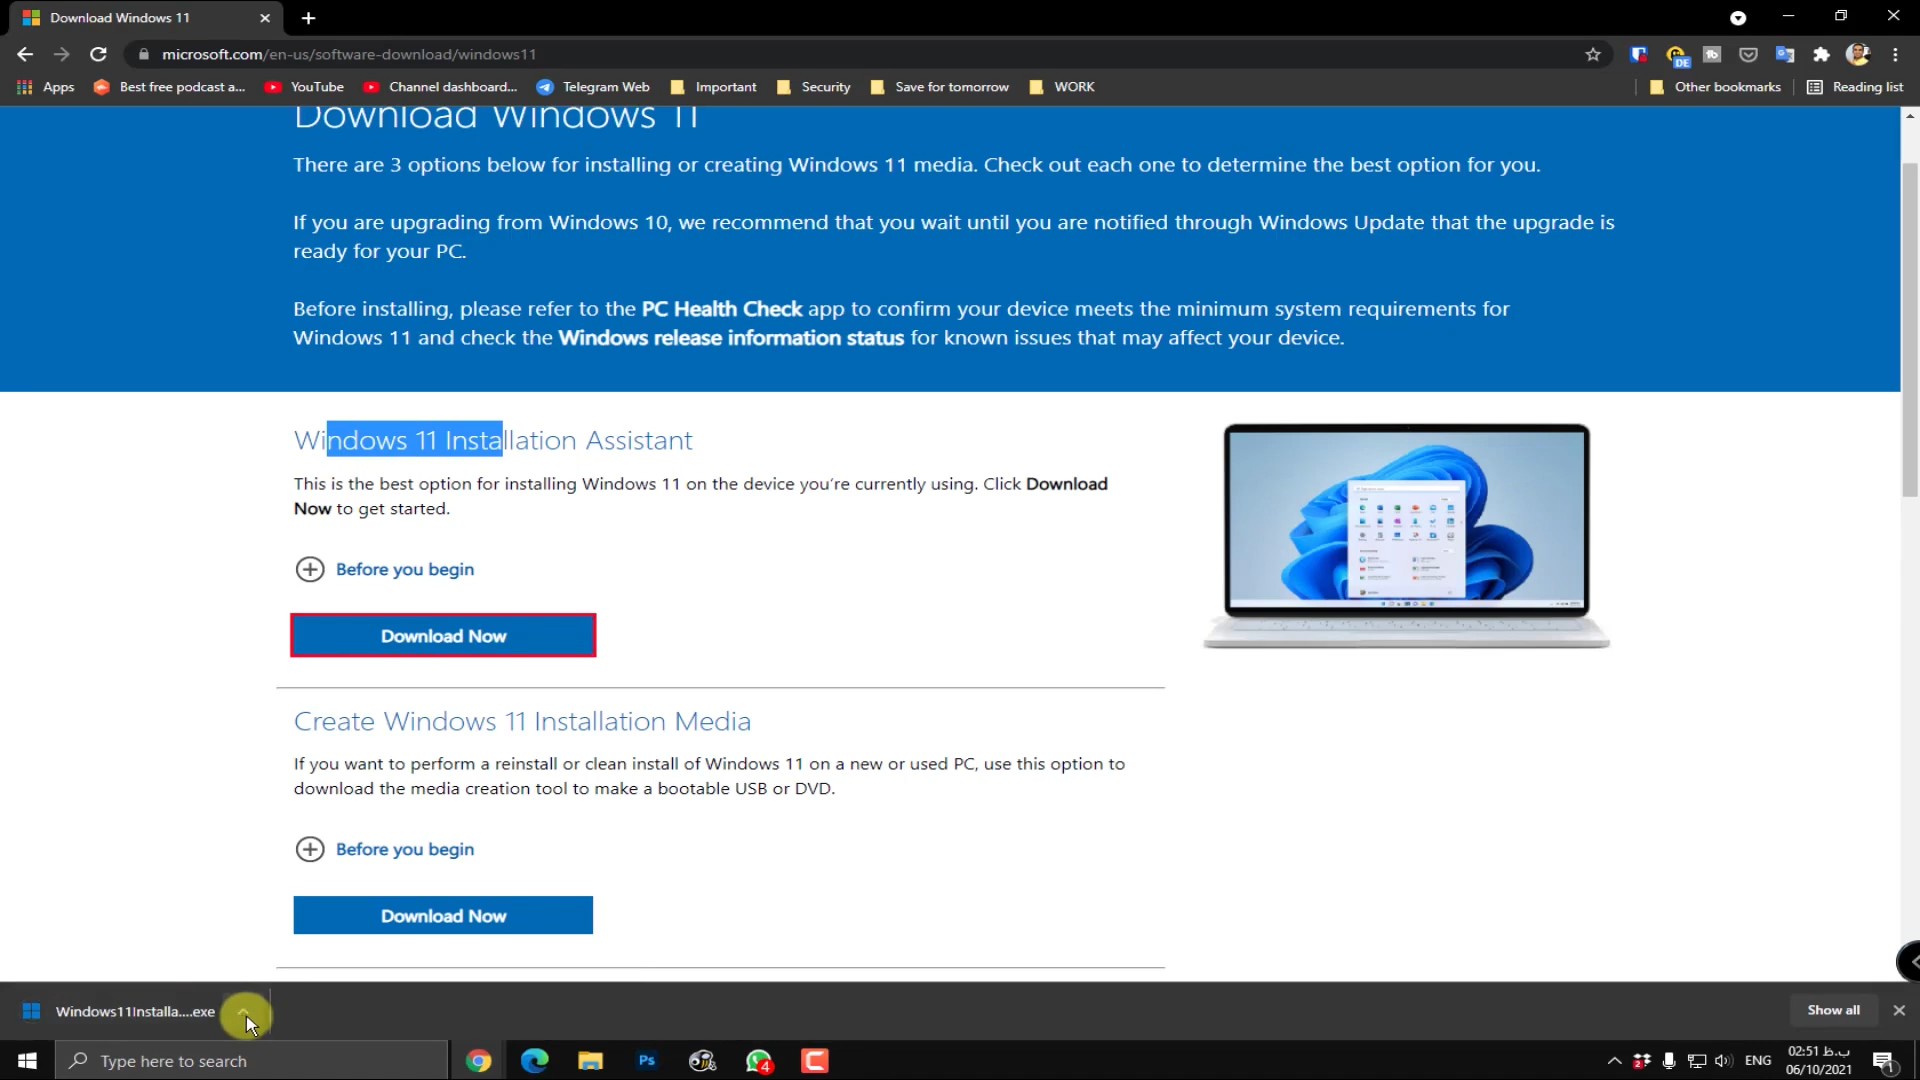 Download Windows 11
microsoft.com/en-us/software-download/windows11
DE
Apps
Best free podcast a...
YouTube
Channel dashboard...
Telegram Web
Important
Security
Save for tomorrow
WORK
Other bookmarks
Reading list
Download Windows 11
There are 3 options below for installing or creating Windows 11 media. Check out each one to determine the best option for you.
If you are upgrading from Windows 10, we recommend that you wait until you are notified through Windows Update that the upgrade is
ready for your PC.
Before installing, please refer to the PC Health Check app to confirm your device meets the minimum system requirements for
Windows 11 and check the Windows release information status for known issues that may affect your device.
Windows 11 Installation Assistant
This is the best option for installing Windows 11 on the device you're currently using. Click Download
Now to get started.
Before you begin
Download Now
Create Windows 11 Installation Media
If you want to perform a reinstall or clean install of Windows 11 on a new or used PC, use this option to
download the media creation tool to make a bootable USB or DVD.
Before you begin
Download Now
Windows11Installa....exe
Show all
Type here to search
Ps
4
2
ENG
02:51 ب.ظ
06/10/2021
1